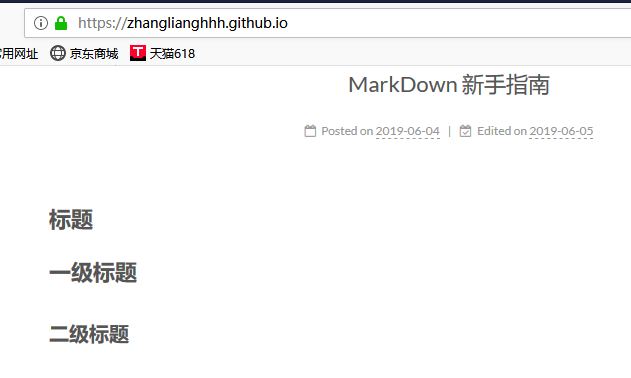 https://zhanglianghhh.github.io
用网址 京东商城 天猫618
MarkDown 新手指南
Posted on 2019-06-04 | Edited on 2019-06-05
标题
一级标题
二级标题